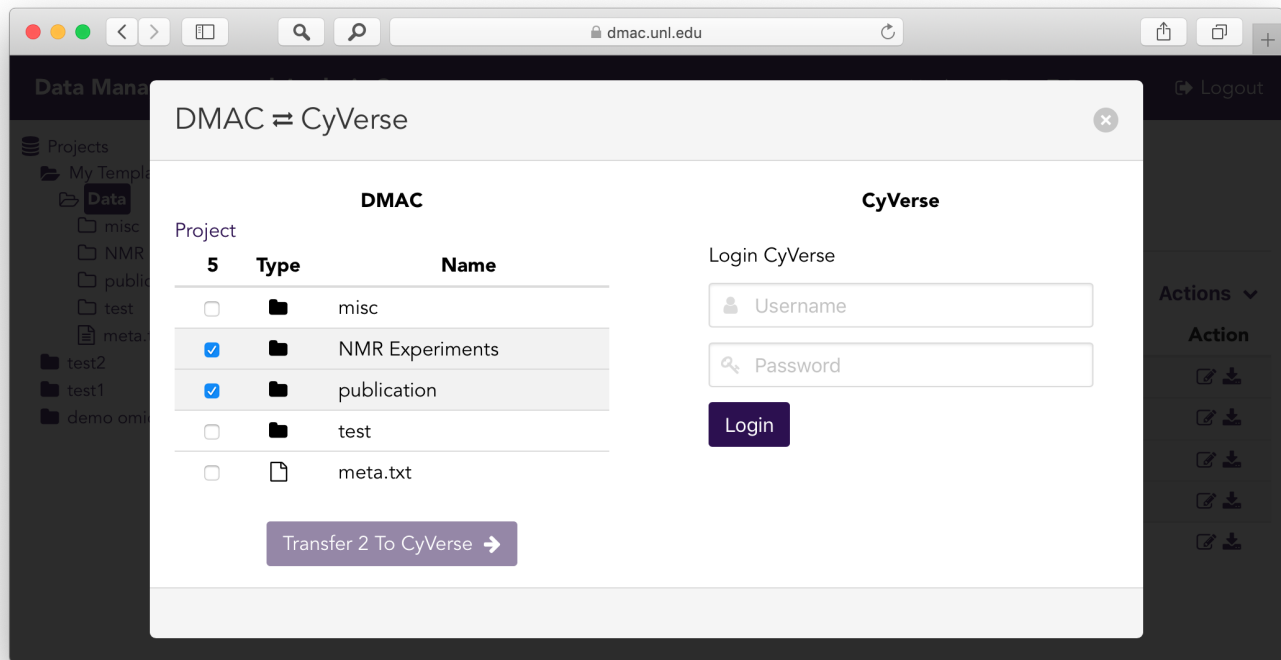 dmac.unl.edu
Data Mana
Logout
DMAC ⇄ CyVerse
Projects
My Templa
Data
misc
NMR
public
test
meta.t
test2
test1
demo omic
DMAC
Project
5 Type Name
misc
NMR Experiments
publication
test
meta.txt
Transfer 2 To CyVerse
CyVerse
Login CyVerse
Username
Password
Login
Actions
Action